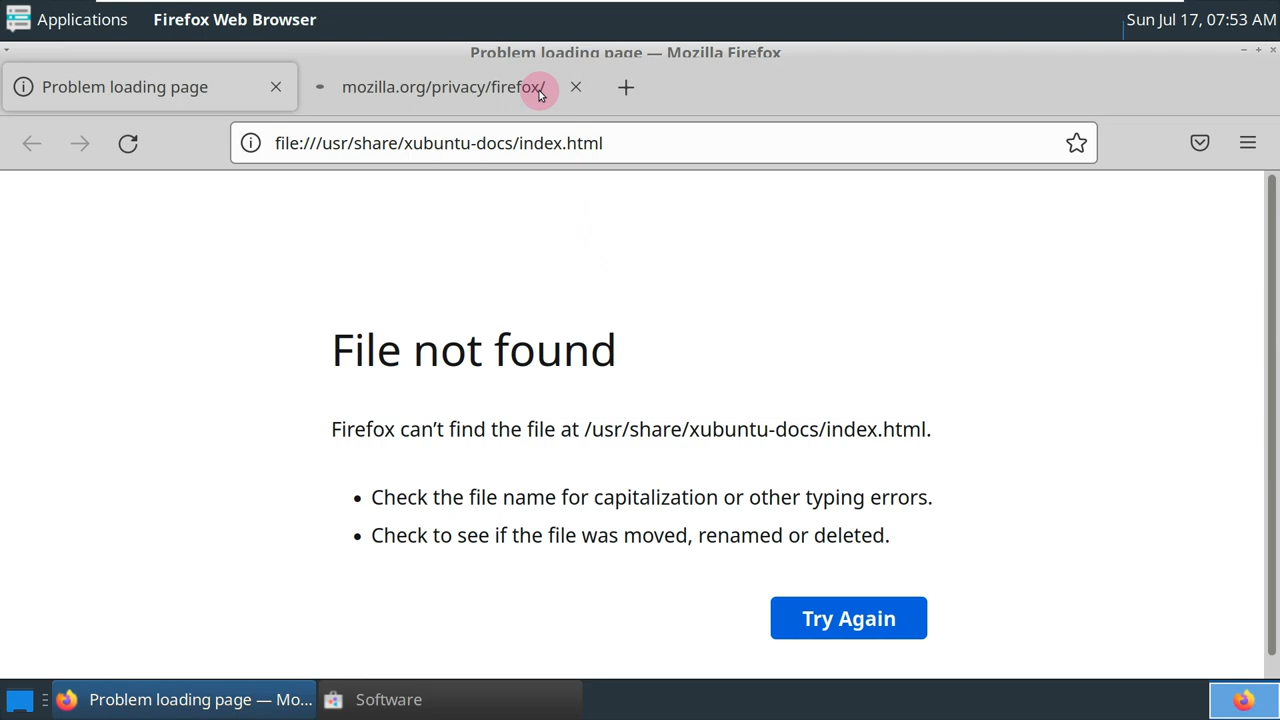 Applications Firefox Web Browser Sun Jul 17, 07:53 AM
Problem loading page — Mozilla Firefox
Problem loading page mozilla.org/privacy/firefox/
file:///usr/share/xubuntu-docs/index.html
File not found
Firefox can’t find the file at /usr/share/xubuntu-docs/index.html.
• Check the file name for capitalization or other typing errors.
• Check to see if the file was moved, renamed or deleted.
Try Again
Problem loading page — Mo... Software